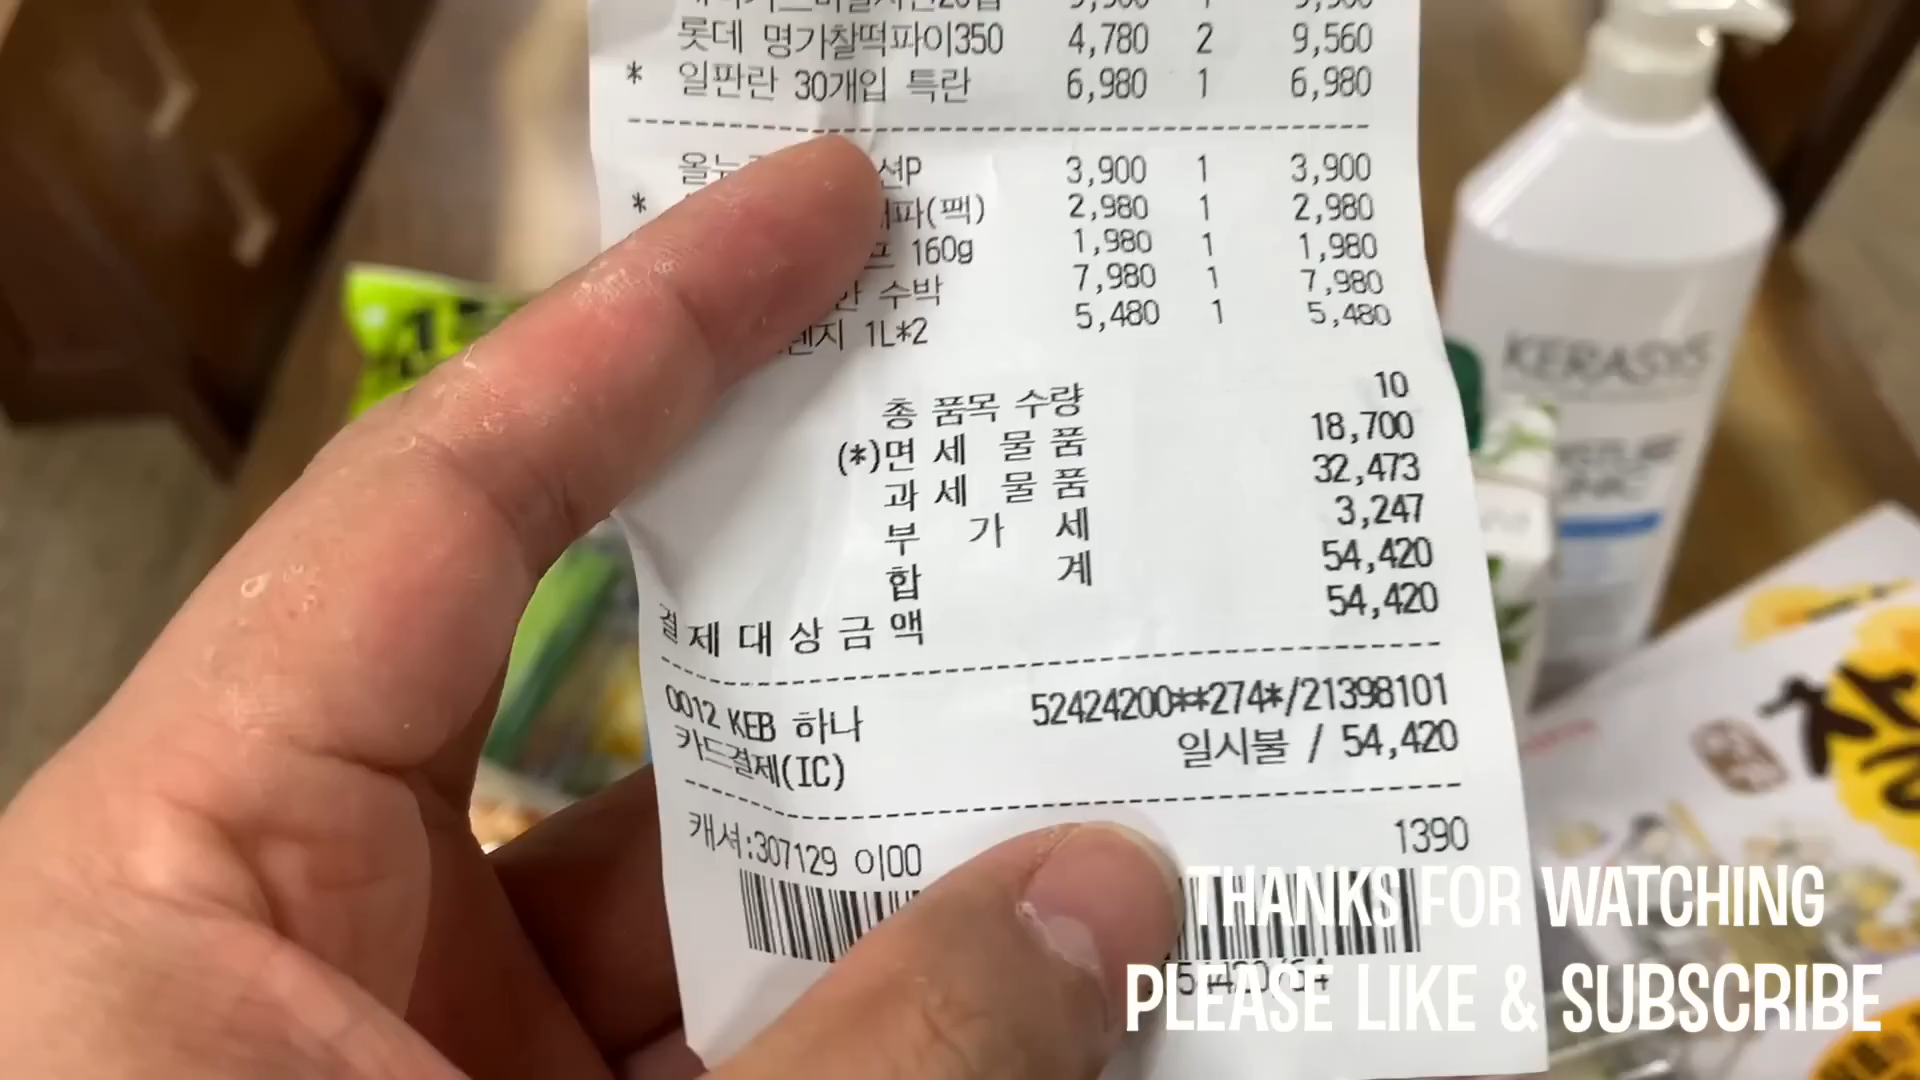 롯데 명가찰떡파이350 4,780 2 9,560
* 일판란 30개입 특란 6,980 1 6,980
3,900 1 3,900
* 파(팩) 2,980 1 2,980
160g 1,980 1 1,980
수박 7,980 1 7,980
1L*2 5,480 1 5,480
총 품목 수량 10
(*)면 세 물 품 18,700
과 세 물 품 32,473
부 가 세 3,247
합 계 54,420
결 제 대 상 금 액 54,420
0012 KEB 하나 52424200**274*/21398101
카드결제(IC) 일시불 / 54,420
캐셔:307129 이00 1390
KERASYS
THANKS FOR WATCHING
PLEASE LIKE & SUBSCRIBE